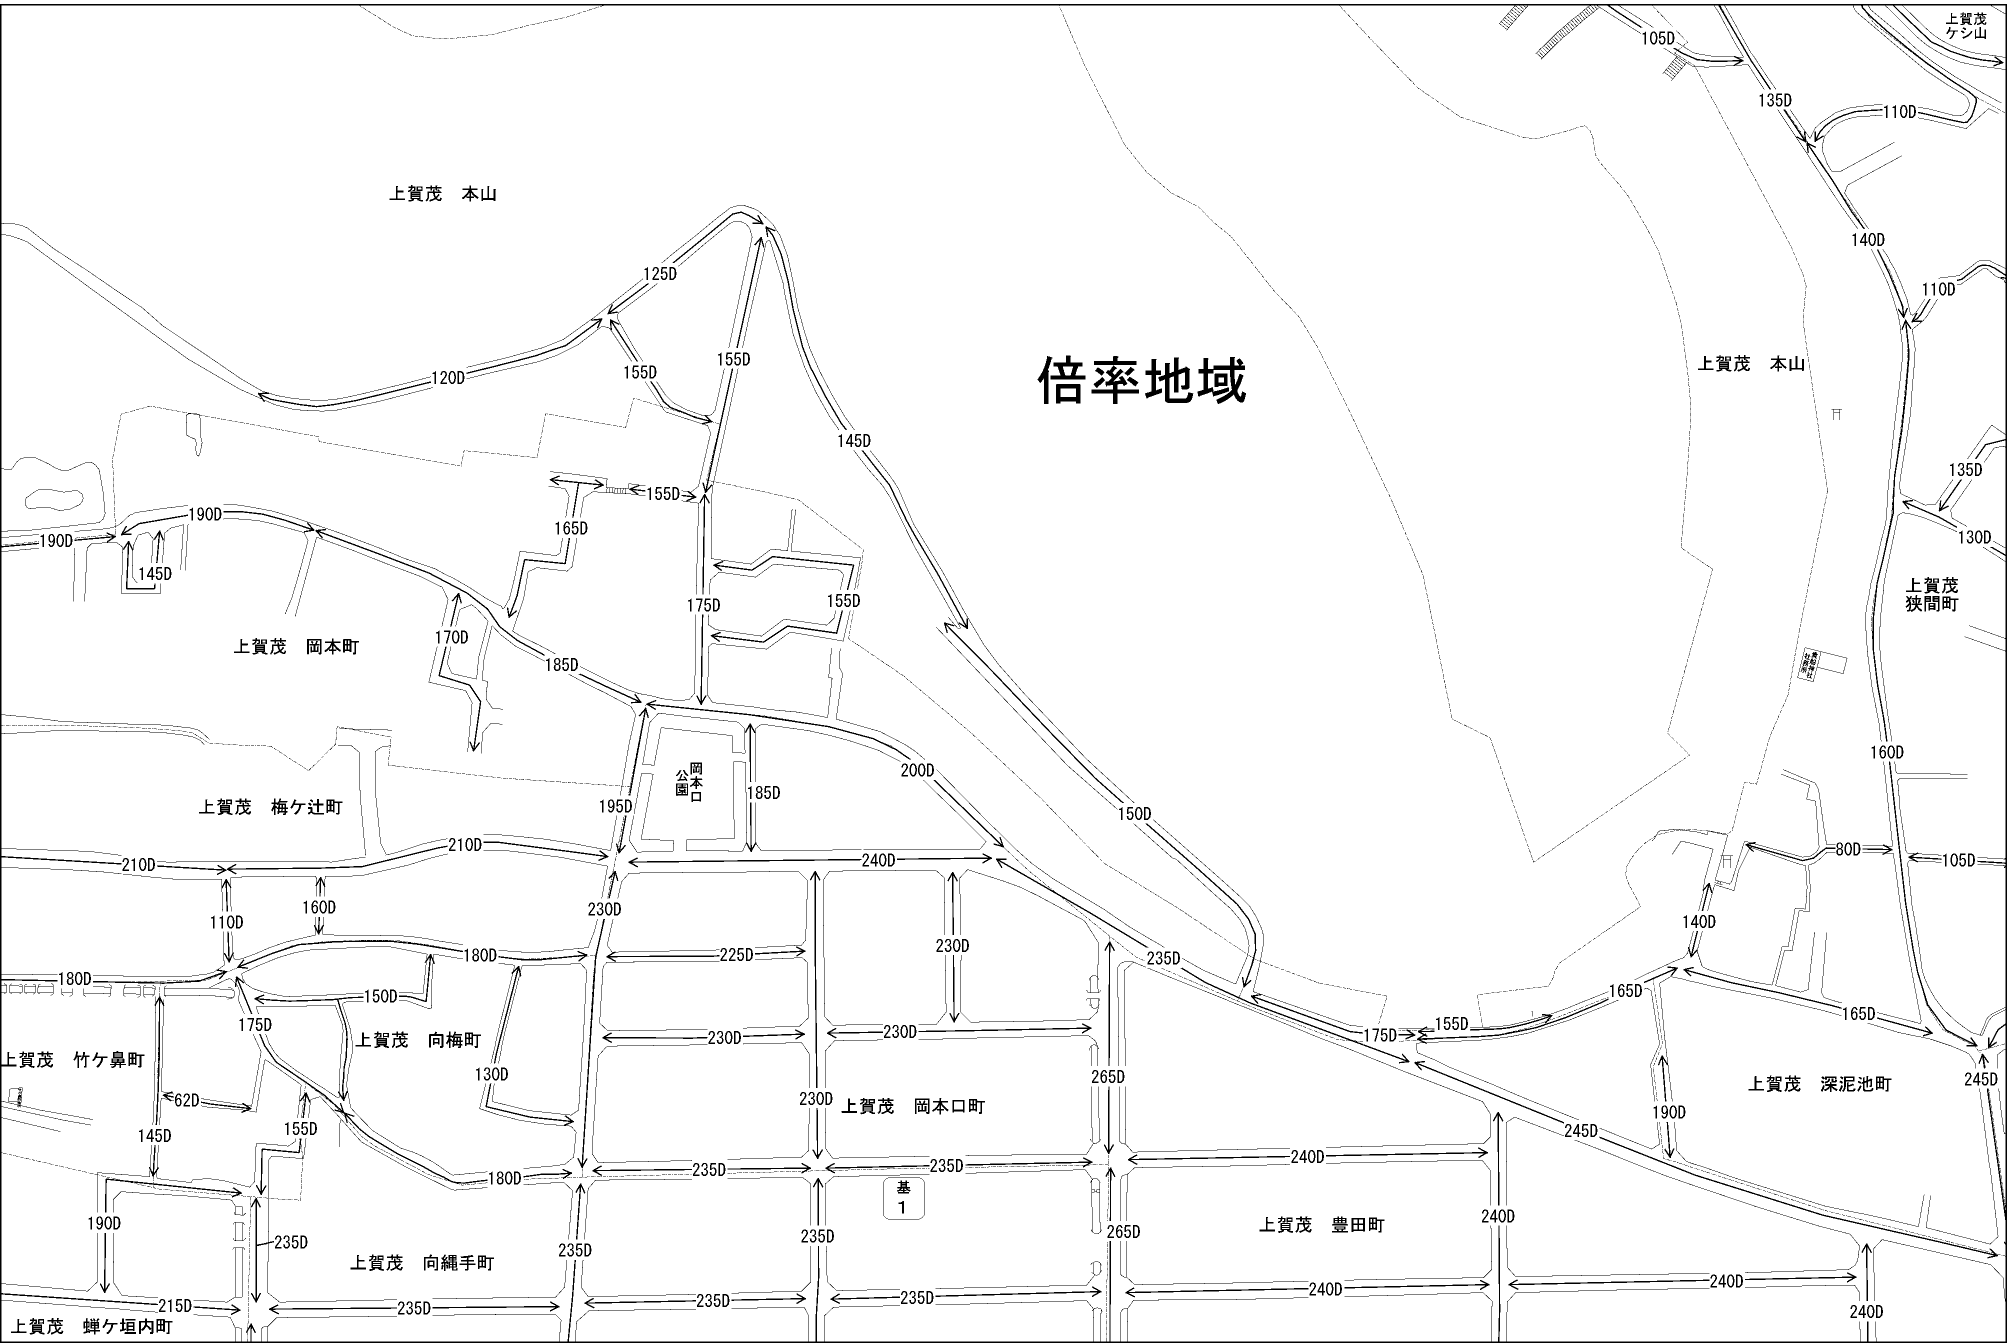 上賀茂
ケシ山
105D
135D
110D
上賀茂　本山
140D
125D
110D
155D
倍率地域
上賀茂　本山
155D
120D
145D
135D
155D
190D
165D
190D
130D
145D
上賀茂
狭間町
155D
175D
170D
上賀茂　岡本町
185D
160D
200D
岡本口
公園
185D
195D
上賀茂　梅ケ辻町
150D
210D
80D
210D
240D
105D
160D
230D
110D
140D
230D
225D
180D
235D
180D
165D
150D
165D
175D
155D
230D
230D
175D
上賀茂　向梅町
上賀茂　竹ケ鼻町
130D
265D
245D
上賀茂　深泥池町
62D
230D
上賀茂　岡本口町
190D
155D
145D
245D
240D
235D
235D
180D
基
1
190D
240D
上賀茂　豊田町
265D
235D
235D
235D
上賀茂　向縄手町
240D
240D
235D
235D
215D
235D
240D
上賀茂　蝉ケ垣内町